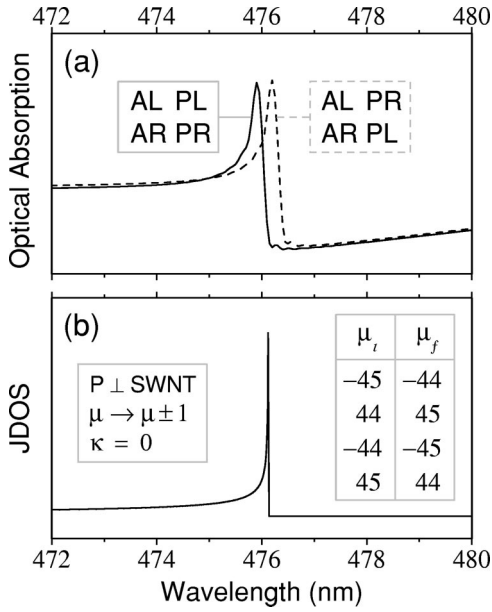 472 474 476 478 480
(a)
AL PL
AR PR
AL PR
AR PL
Optical Absorption
(b)
P ⊥ SWNT
μ → μ ± 1
κ = 0
μι μf
−45 −44
44 45
−44 −45
45 44
JDOS
472 474 476 478 480
Wavelength (nm)